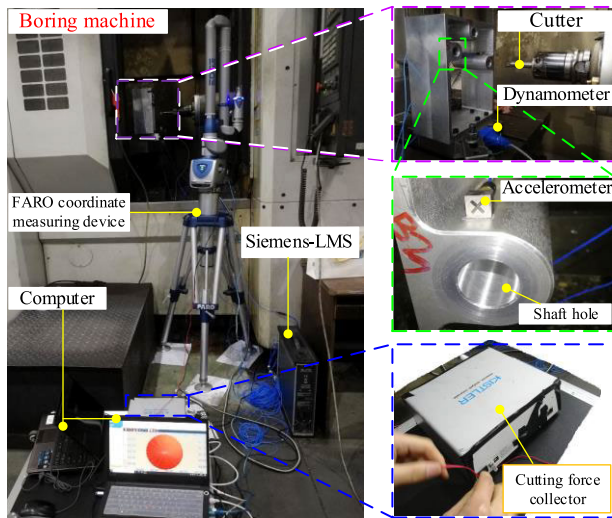 Boring machine
FARO coordinate
measuring device
Siemens-LMS
Computer
FARO
Cutter
Dynamometer
Accelerometer
Shaft hole
KISTLER
Cutting force
collector